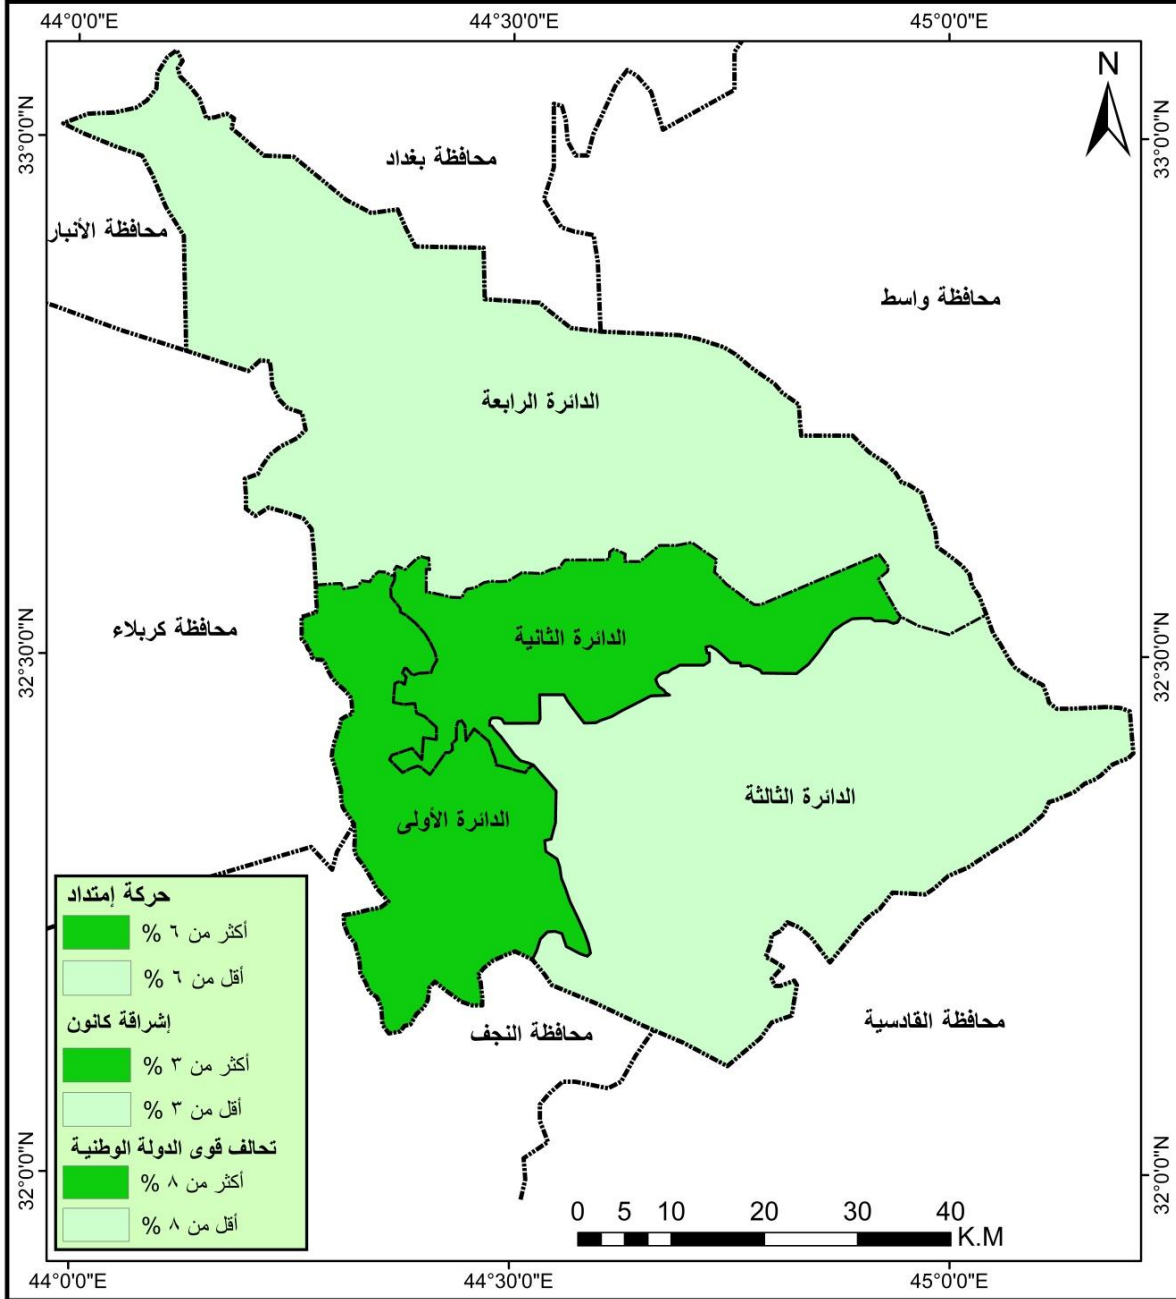 44°0'0"E 44°30'0"E 45°0'0"E
N
33°0'0"N 33°0'0"N
محافظة بغداد
محافظة الأنبار
محافظة واسط
الدائرة الرابعة
محافظة كربلاء
الدائرة الثانية
32°30'0"N 32°30'0"N
الدائرة الثالثة
الدائرة الأولى
محافظة القادسية
محافظة النجف
حركة إمتداد
أكثر من ٦ %
أقل من ٦ %
إشراقة كانون
أكثر من ٣ %
أقل من ٣ %
تحالف قوى الدولة الوطنية
أكثر من ٨ %
أقل من ٨ %
32°0'0"N 32°0'0"N
0 5 10 20 30 40
K.M
44°0'0"E 44°30'0"E 45°0'0"E